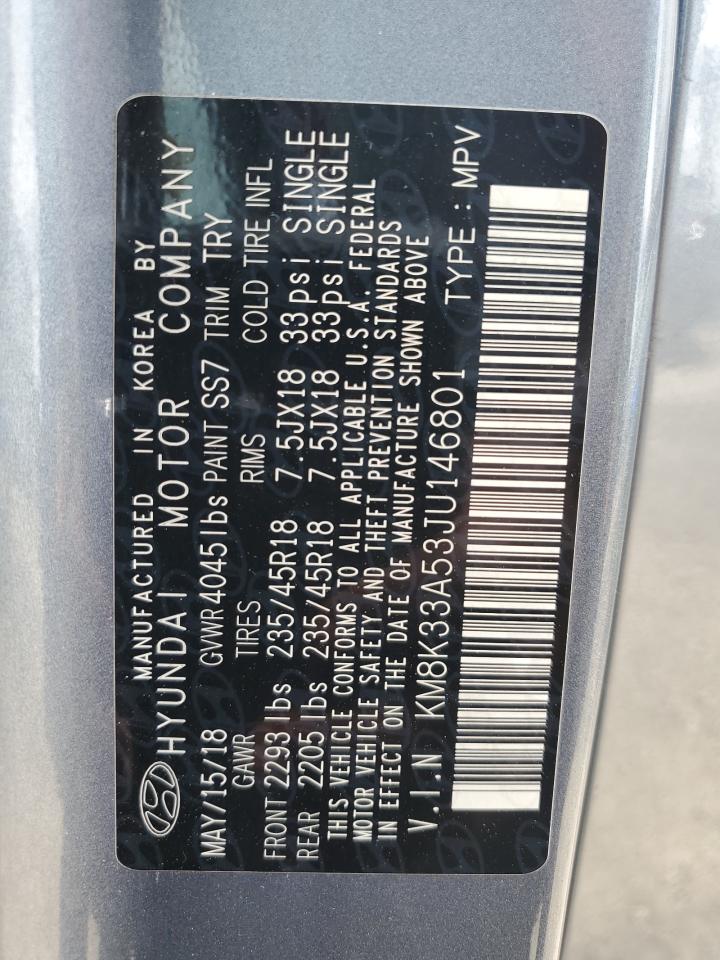 MANUFACTURED IN KOREA BY
HYUNDAI MOTOR COMPANY
MAY/15/18 GVWR 4045 lbs PAINT SS7 TRIM TRY
GAWR TIRES RIMS COLD TIRE INFL
FRONT 2293 lbs 235/45R18 7.5JX18 33psi SINGLE
REAR 2205 lbs 235/45R18 7.5JX18 33psi SINGLE
THIS VEHICLE CONFORMS TO ALL APPLICABLE U.S.A. FEDERAL
MOTOR VEHICLE SAFETY AND THEFT PREVENTION STANDARDS
IN EFFECT ON THE DATE OF MANUFACTURE SHOWN ABOVE
V.I.N KM8K33A53JU146801 TYPE : MPV